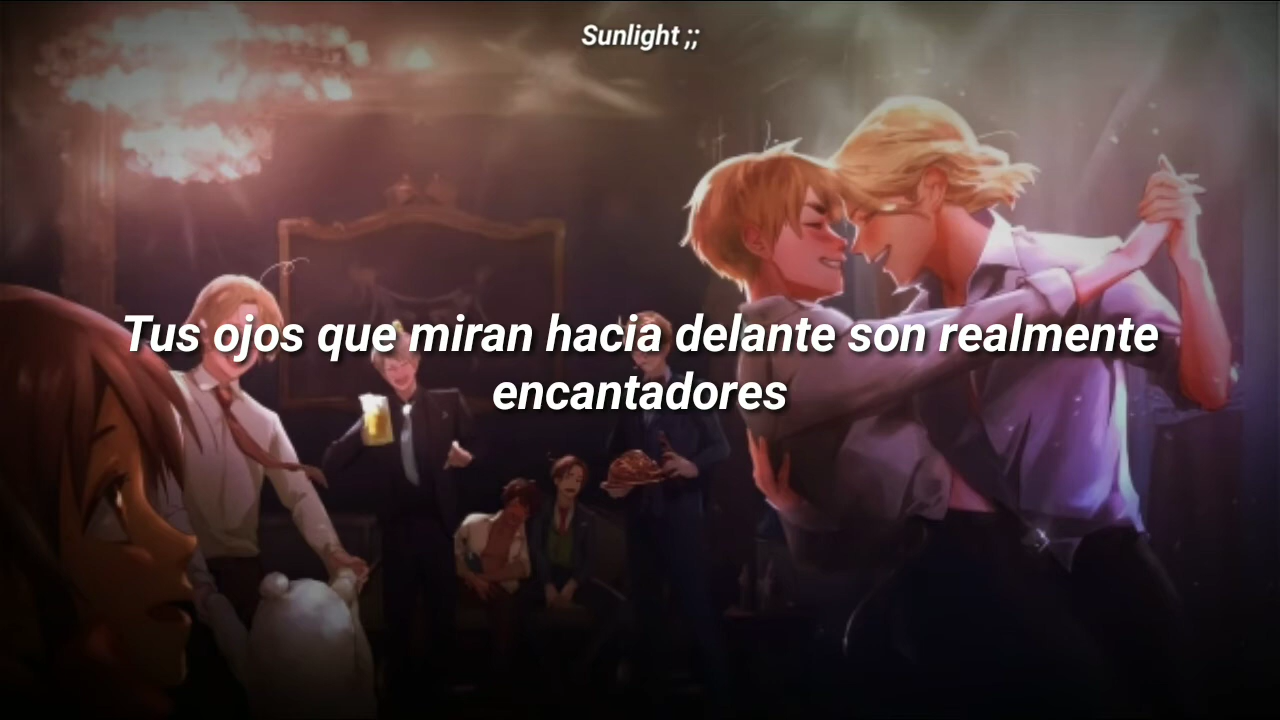 Sunlight ;;
Tus ojos que miran hacia delante son realmente
encantadores